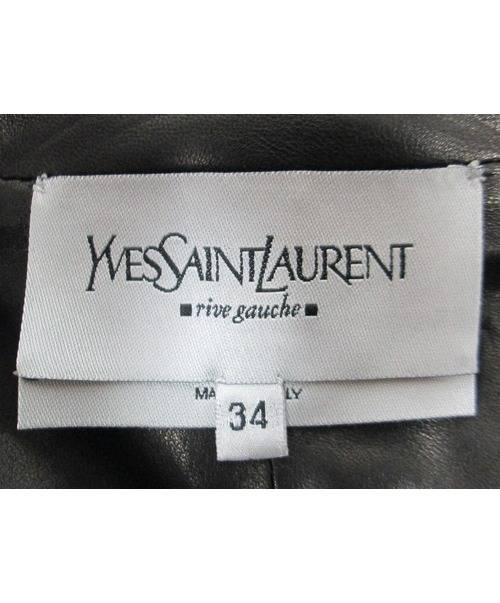 YVESSAINTLAURENT
rive gauche
34